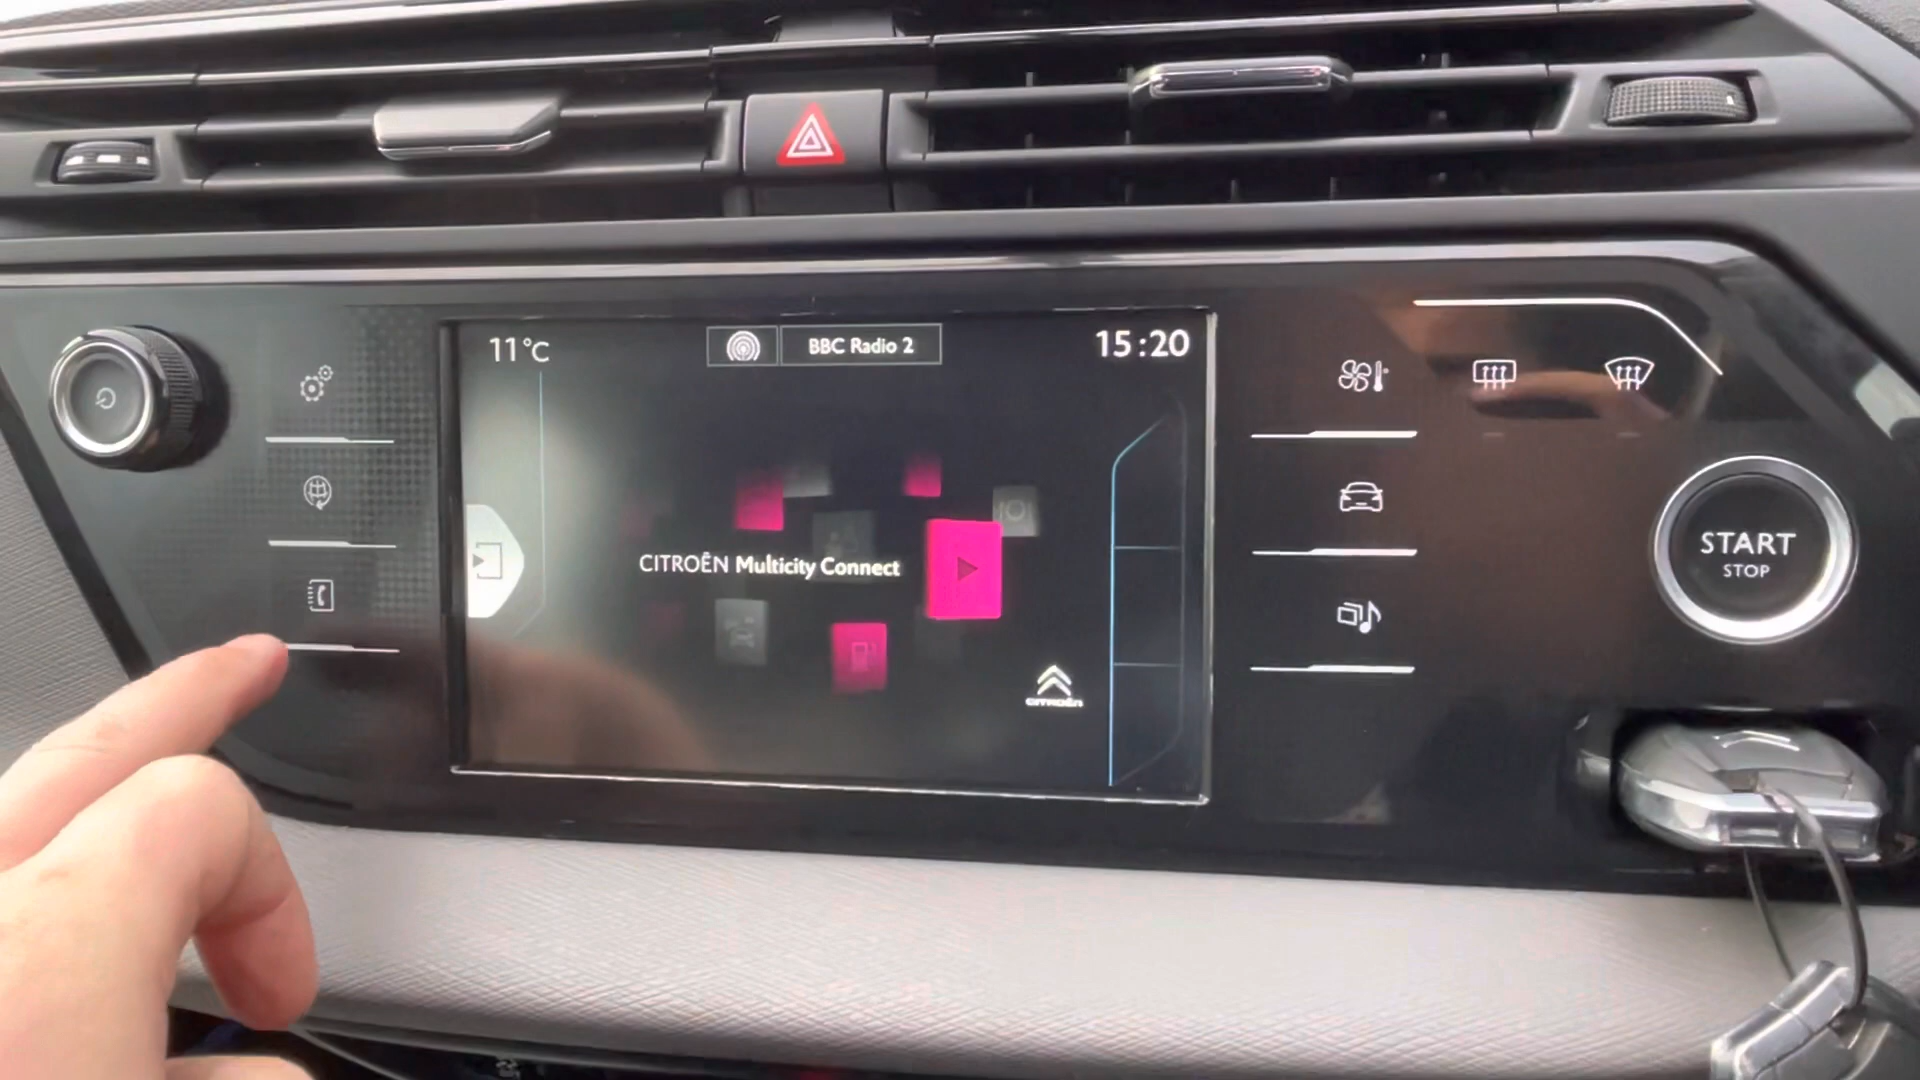 11°C
BBC Radio 2
15:20
CITROËN Multicity Connect
CITROËN
START
STOP